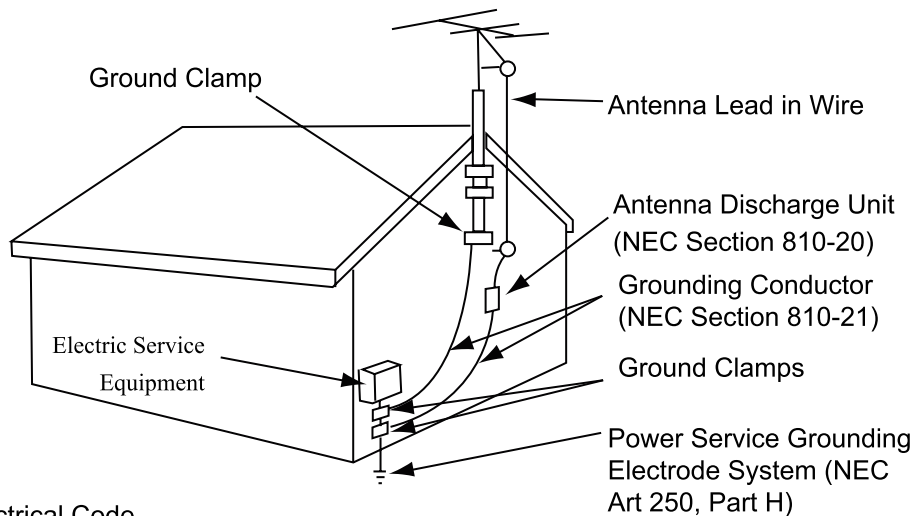 Ground Clamp
Antenna Lead in Wire
Antenna Discharge Unit
(NEC Section 810-20)
Grounding Conductor
(NEC Section 810-21)
Electric Service
Equipment
Ground Clamps
Power Service Grounding
Electrode System (NEC
Art 250, Part H)
Code